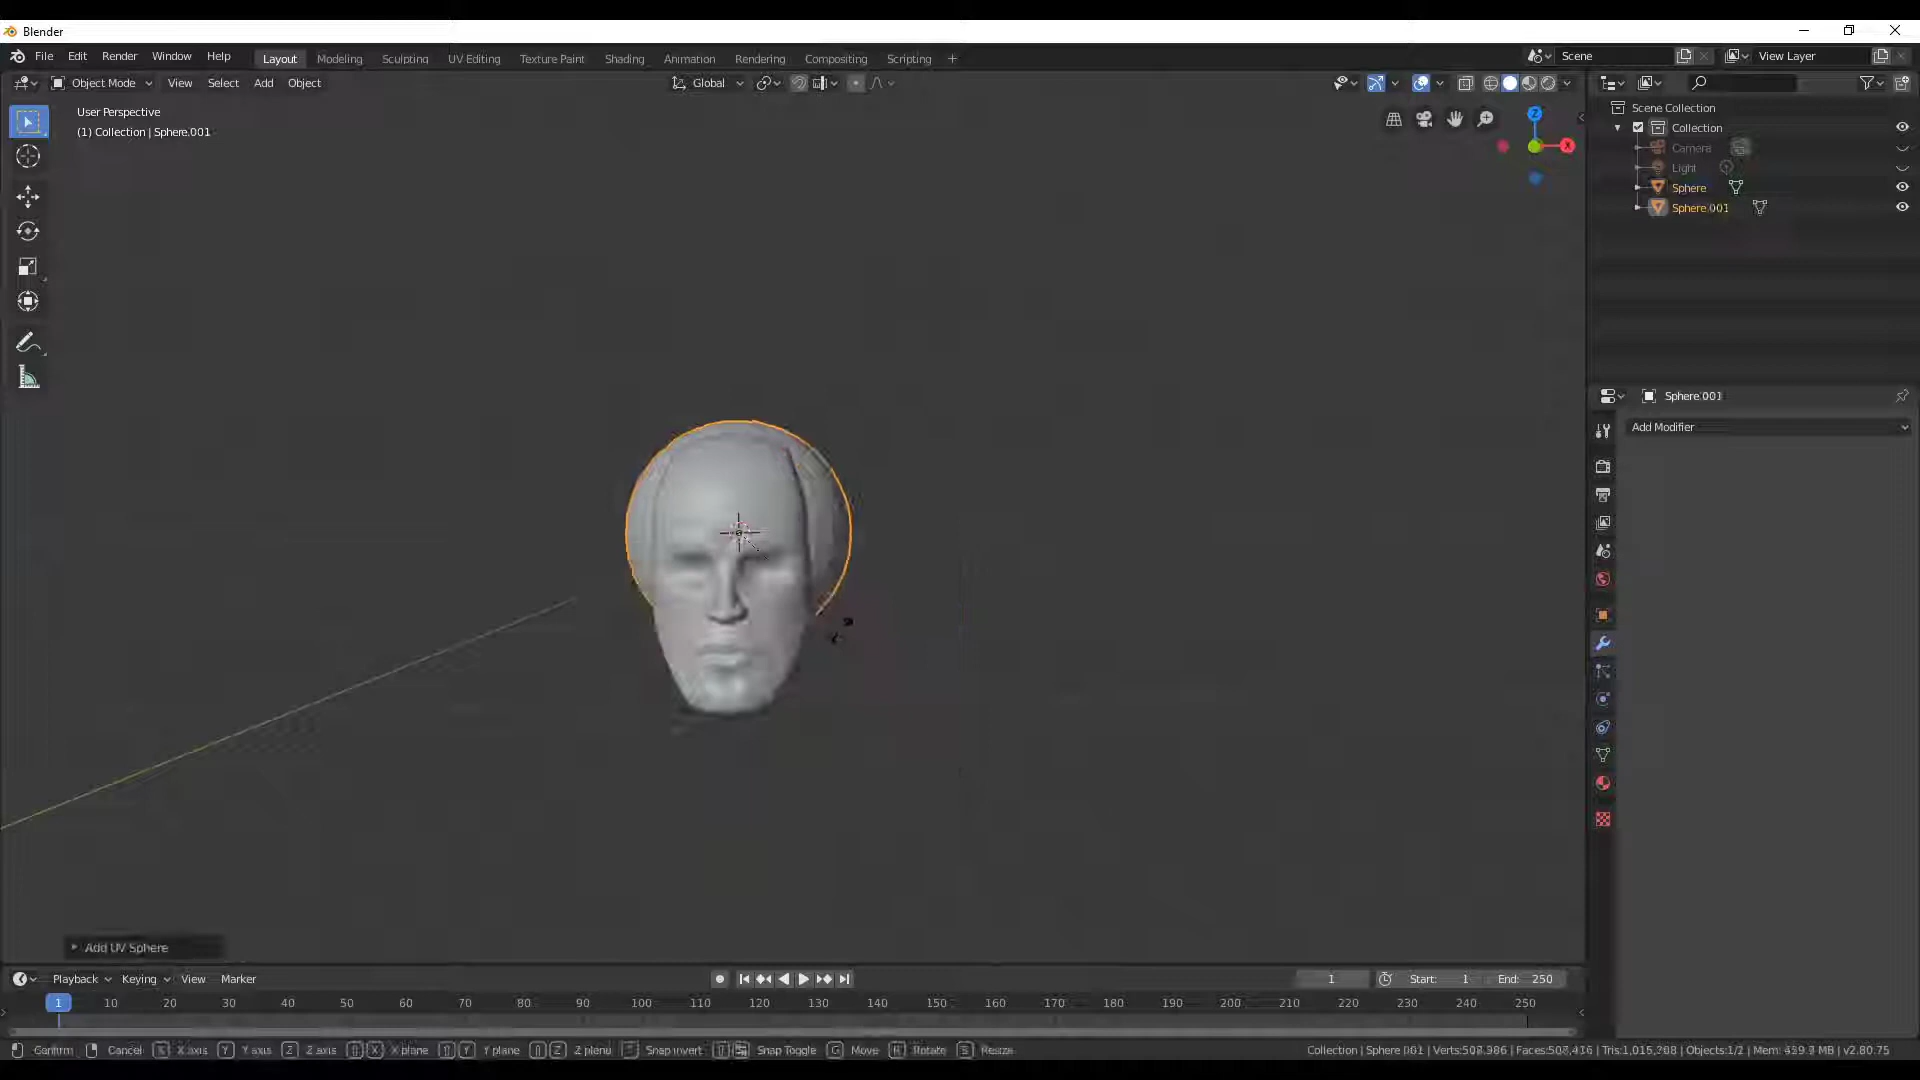 Blender
File Edit Render Window Help Layout Modeling Sculpting UV Editing Texture Paint Shading Animation Rendering Compositing Scripting + Scene View Layer
Object Mode View Select Add Object Global
User Perspective
(1) Collection | Sphere.001
Z
X
Scene Collection
Collection
Camera
Light
Sphere
Sphere.001
Sphere.001
Add Modifier
Add UV Sphere
Playback Keying View Marker 1 Start: 1 End: 250
1 10 20 30 40 50 60 70 80 90 100 110 120 130 140 150 160 170 180 190 200 210 220 230 240 250
Confirm Cancel X X axis Y Y axis Z Z axis X X plane Y Y plane Z Z plane Snap Invert Snap Toggle G Move R Rotate S Resize Collection | Sphere.001 | Verts:507,986 | Faces:507,416 | Tris:1,015,708 | Objects:1/2 | Mem: 439.9 MB | v2.80.75